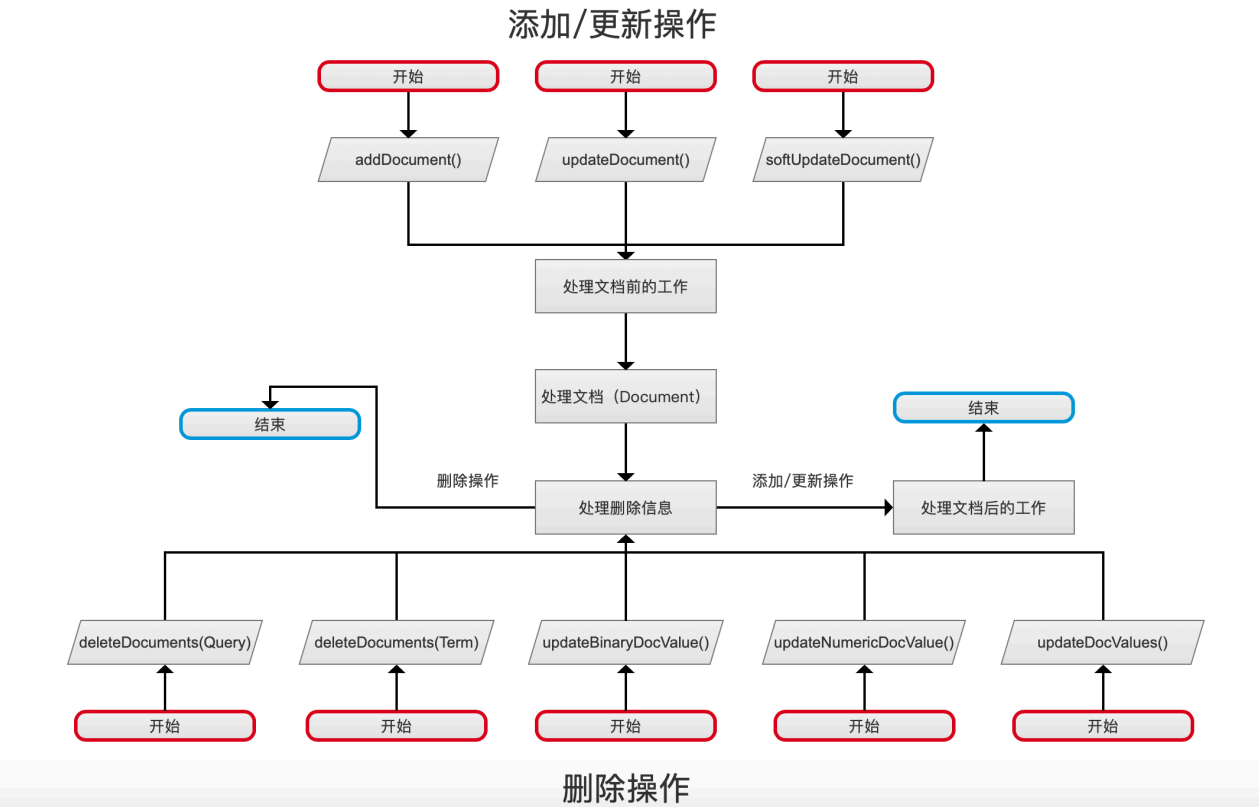 添加/更新操作
开始
开始
开始
addDocument()
updateDocument()
softUpdateDocument()
处理文档前的工作
处理文档（Document）
结束
结束
删除操作
添加/更新操作
处理删除信息
处理文档后的工作
deleteDocuments(Query)
deleteDocuments(Term)
updateBinaryDocValue()
updateNumericDocValue()
updateDocValues()
开始
开始
开始
开始
开始
删除操作